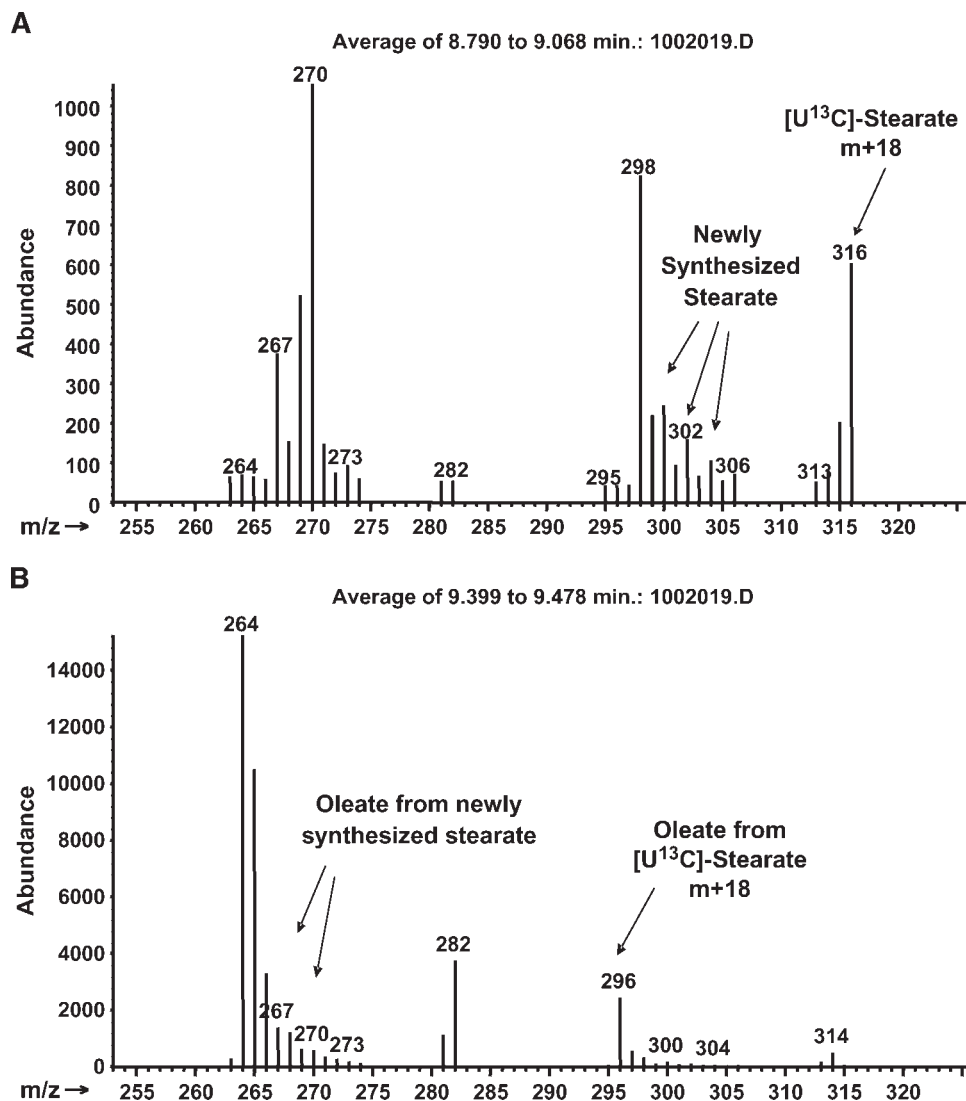 A
Average of 8.790 to 9.068 min.: 1002019.D
Abundance
1000
900
800
700
600
500
400
300
200
100
0
270
267
264
273
282
298
295
302
306
313
316
Newly
Synthesized
Stearate
[U13C]-Stearate
m+18
m/z → 255 260 265 270 275 280 285 290 295 300 305 310 315 320
B
Average of 9.399 to 9.478 min.: 1002019.D
Abundance
14000
12000
10000
8000
6000
4000
2000
0
264
267
270
273
282
296
300
304
314
Oleate from newly
synthesized stearate
Oleate from
[U13C]-Stearate
m+18
m/z → 255 260 265 270 275 280 285 290 295 300 305 310 315 320